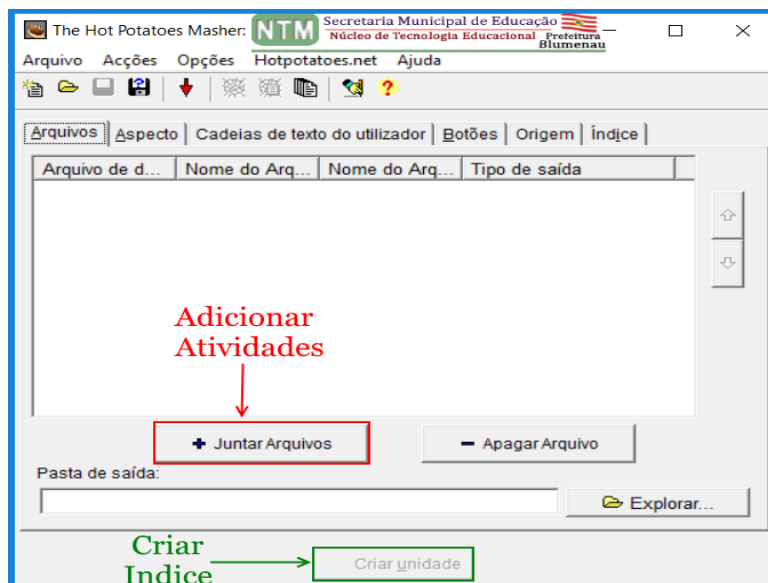 The Hot Potatoes Masher:
NTM
Secretaria Municipal de Educação
Núcleo de Tecnologia Educacional
Prefeitura
Blumenau
Arquivo Acções Opções Hotpotatoes.net Ajuda
Arquivos Aspecto Cadeias de texto do utilizador Botões Origem Índice
Arquivo de d... Nome do Arq... Nome do Arq... Tipo de saída
Adicionar
Atividades
+ Juntar Arquivos
− Apagar Arquivo
Pasta de saída:
Explorar...
Criar
Indice
Criar unidade